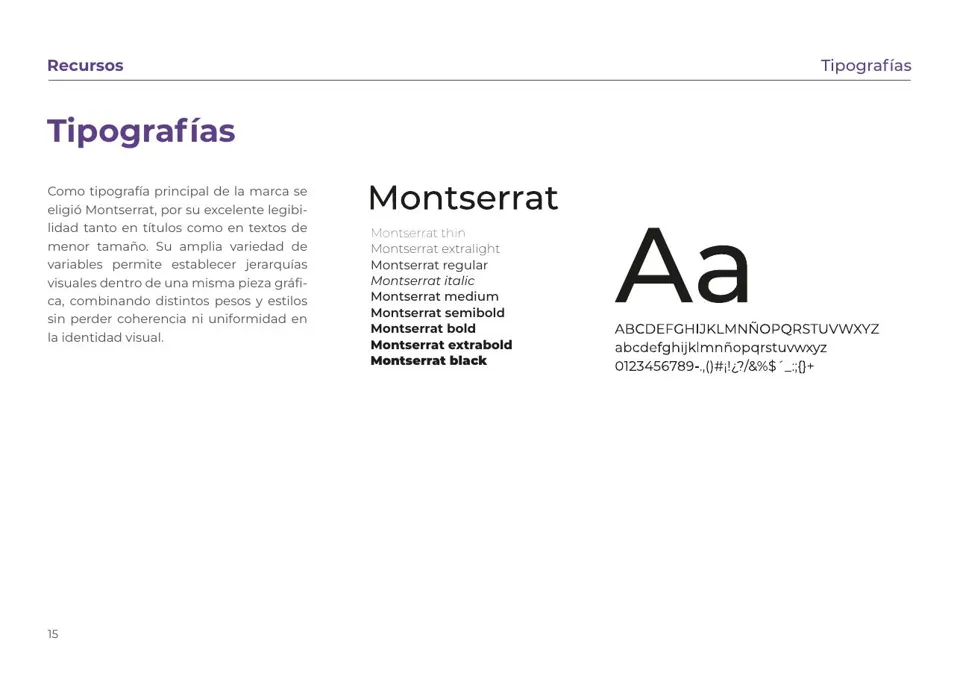 Recursos
Tipografías
Tipografías
Como tipografía principal de la marca se
eligió Montserrat, por su excelente legibi-
lidad tanto en títulos como en textos de
menor tamaño. Su amplia variedad de
variables permite establecer jerarquías
visuales dentro de una misma pieza gráfi-
ca, combinando distintos pesos y estilos
sin perder coherencia ni uniformidad en
la identidad visual.
Montserrat
Montserrat thin
Montserrat extralight
Montserrat regular
Montserrat italic
Montserrat medium
Montserrat semibold
Montserrat bold
Montserrat extrabold
Montserrat black
Aa
ABCDEFGHIJKLMNÑOPQRSTUVWXYZ
abcdefghijklmnñopqrstuvwxyz
0123456789-.,()#¡!¿?/&%$´_:;{}+
15